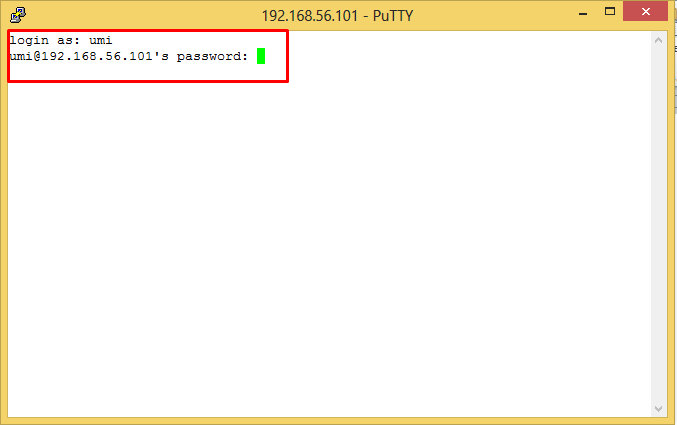 192.168.56.101 - PuTTY
login as: umi
umi@192.168.56.101's password: